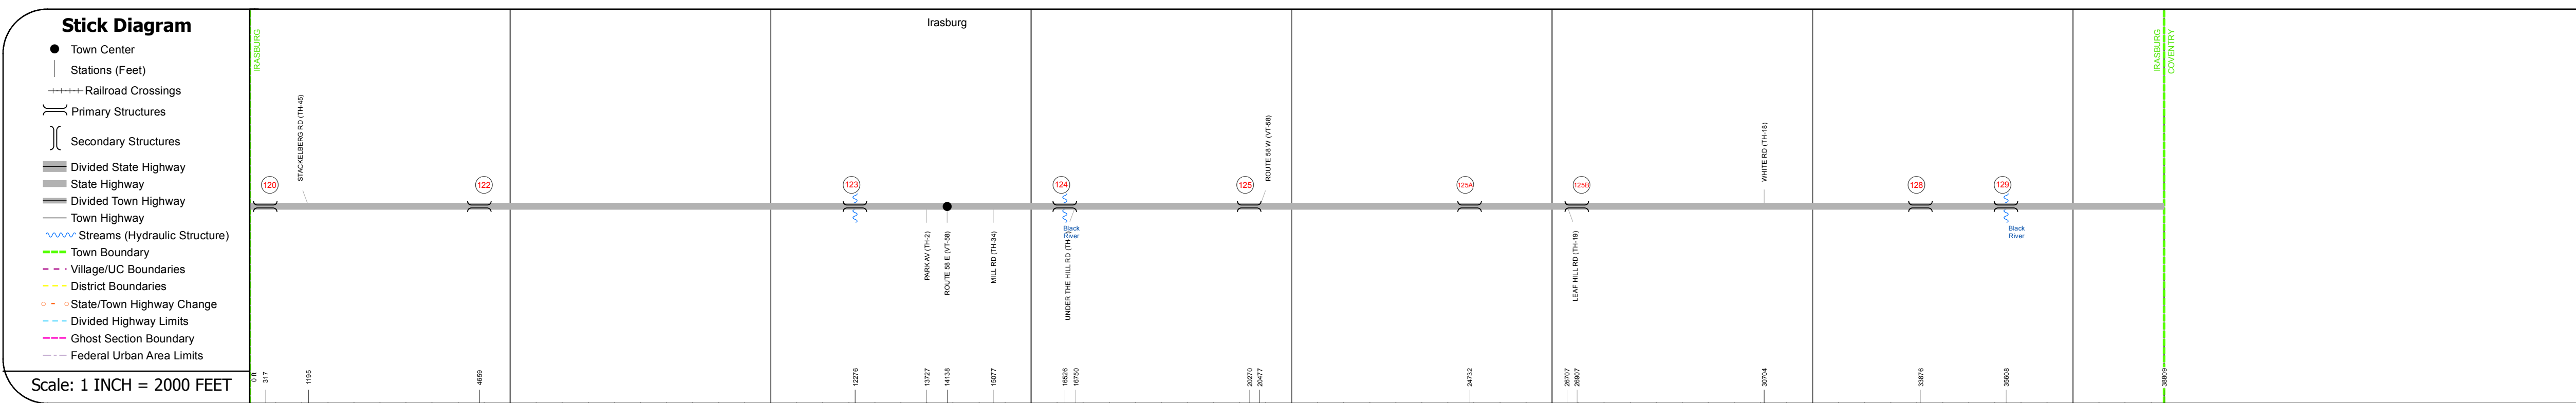 Stick Diagram
Town Center
Stations (Feet)
Railroad Crossings
Primary Structures
Secondary Structures
Divided State Highway
State Highway
Divided Town Highway
Town Highway
Streams (Hydraulic Structure)
Town Boundary
Village/UC Boundaries
District Boundaries
State/Town Highway Change
Divided Highway Limits
Ghost Section Boundary
Federal Urban Area Limits
Scale: 1 INCH = 2000 FEET
Irasburg
IRASBURG
IRASBURG
COVENTRY
STACKELBERG RD (TH-45)
ROUTE 58 W (VT-58)
WHITE RD (TH-18)
120
122
123
124
125
125A
125B
128
129
Black
River
Black
River
PARK AV (TH-2)
ROUTE 58 E (VT-58)
MILL RD (TH-34)
UNDER THE HILL RD
LEAF HILL RD (TH-19)
0 ft
317
1195
4659
12276
13727
14138
15077
16526
16750
20270
20477
24732
26707
26907
30704
33876
35608
38809